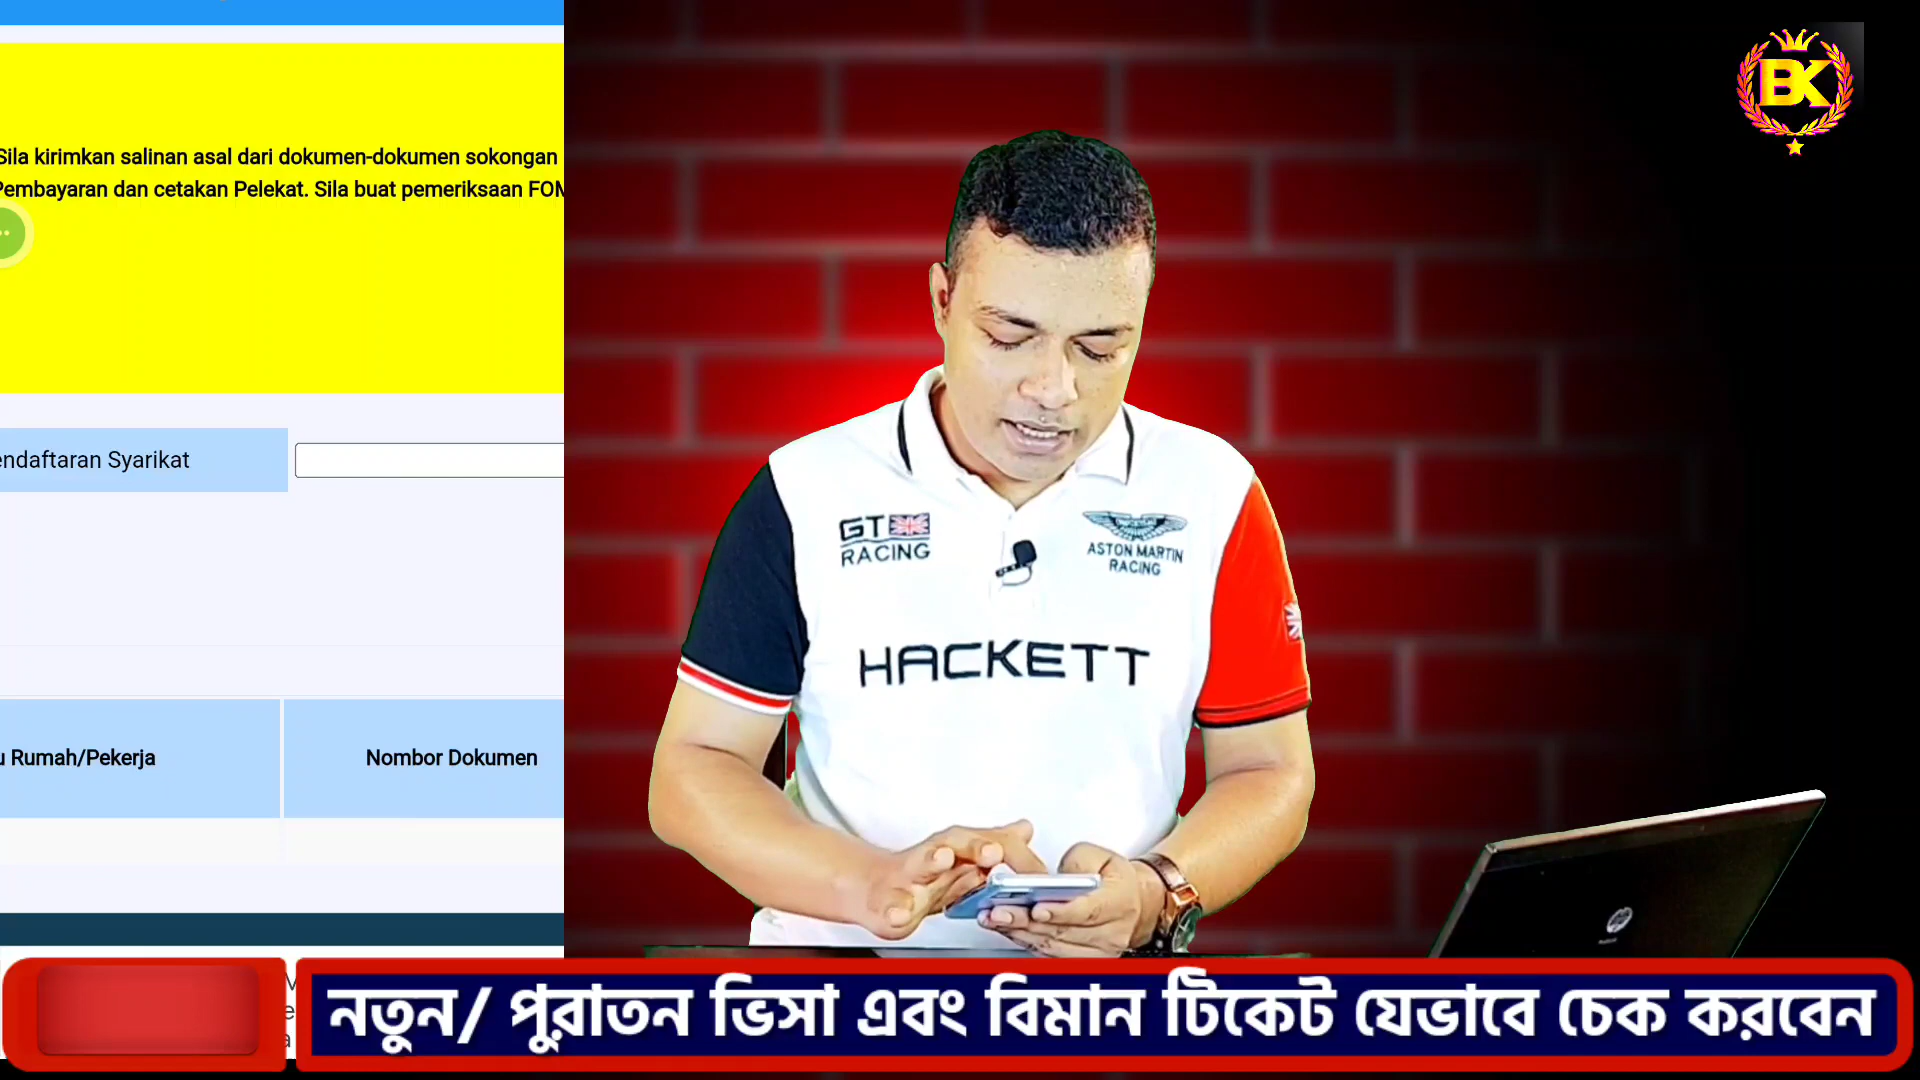 Sila kirimkan salinan asal dari dokumen-dokumen sokongan
Pembayaran dan cetakan Pelekat. Sila buat pemeriksaan FOM
endaftaran Syarikat
u Rumah/Pekerja
Nombor Dokumen
BK
GT
RACING
ASTON MARTIN
RACING
HACKETT
hp
নতুন/ পুরাতন ভিসা এবং বিমান টিকেট যেভাবে চেক করবেন